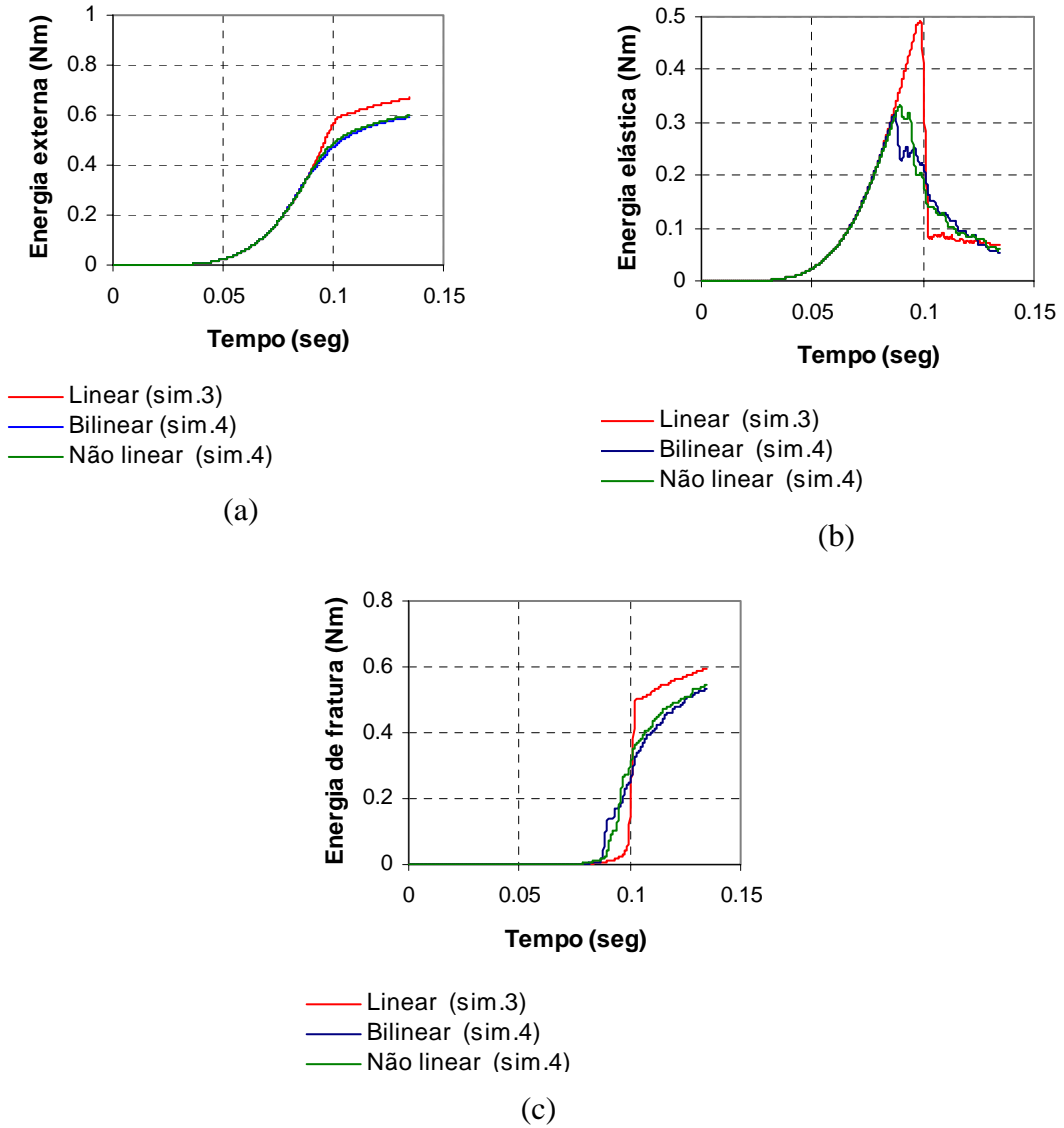 Energia externa (Nm)
1
0.8
0.6
0.4
0.2
0
0
0.05
0.1
0.15
Tempo (seg)
Linear (sim.3)
Bilinear (sim.4)
Não linear (sim.4)
(a)
Energia elástica (Nm)
0.5
0.4
0.3
0.2
0.1
0
0
0.05
0.1
0.15
Tempo (seg)
Linear (sim.3)
Bilinear (sim.4)
Não linear (sim.4)
(b)
Energia de fratura (Nm)
0.8
0.6
0.4
0.2
0
0
0.05
0.1
0.15
Tempo (seg)
Linear (sim.3)
Bilinear (sim.4)
Não linear (sim.4)
(c)